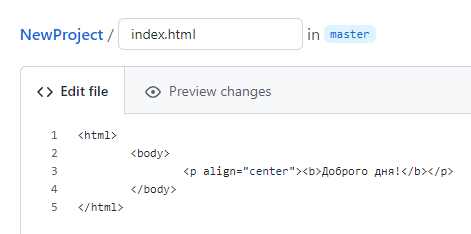 NewProject / index.html in master
Edit file Preview changes
1 <html>
2 <body>
3 <p align="center"><b>Доброго дня!</b></p>
4 </body>
5 </html>